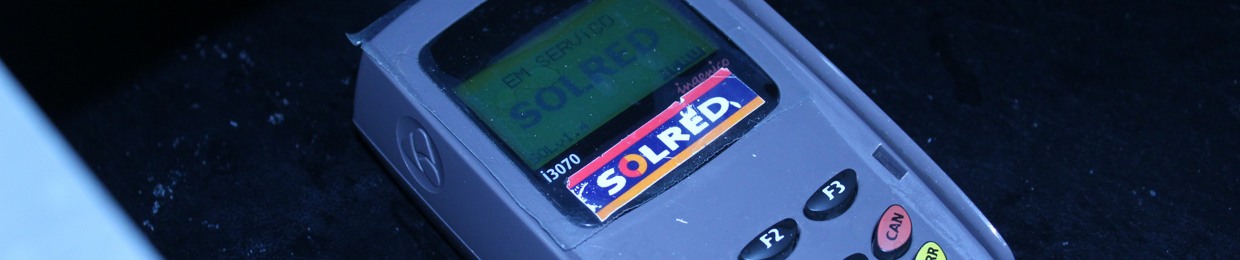 EM SERVICO
SOLRED
ingenico
i3070
SOLRED
F2
F3
CAN